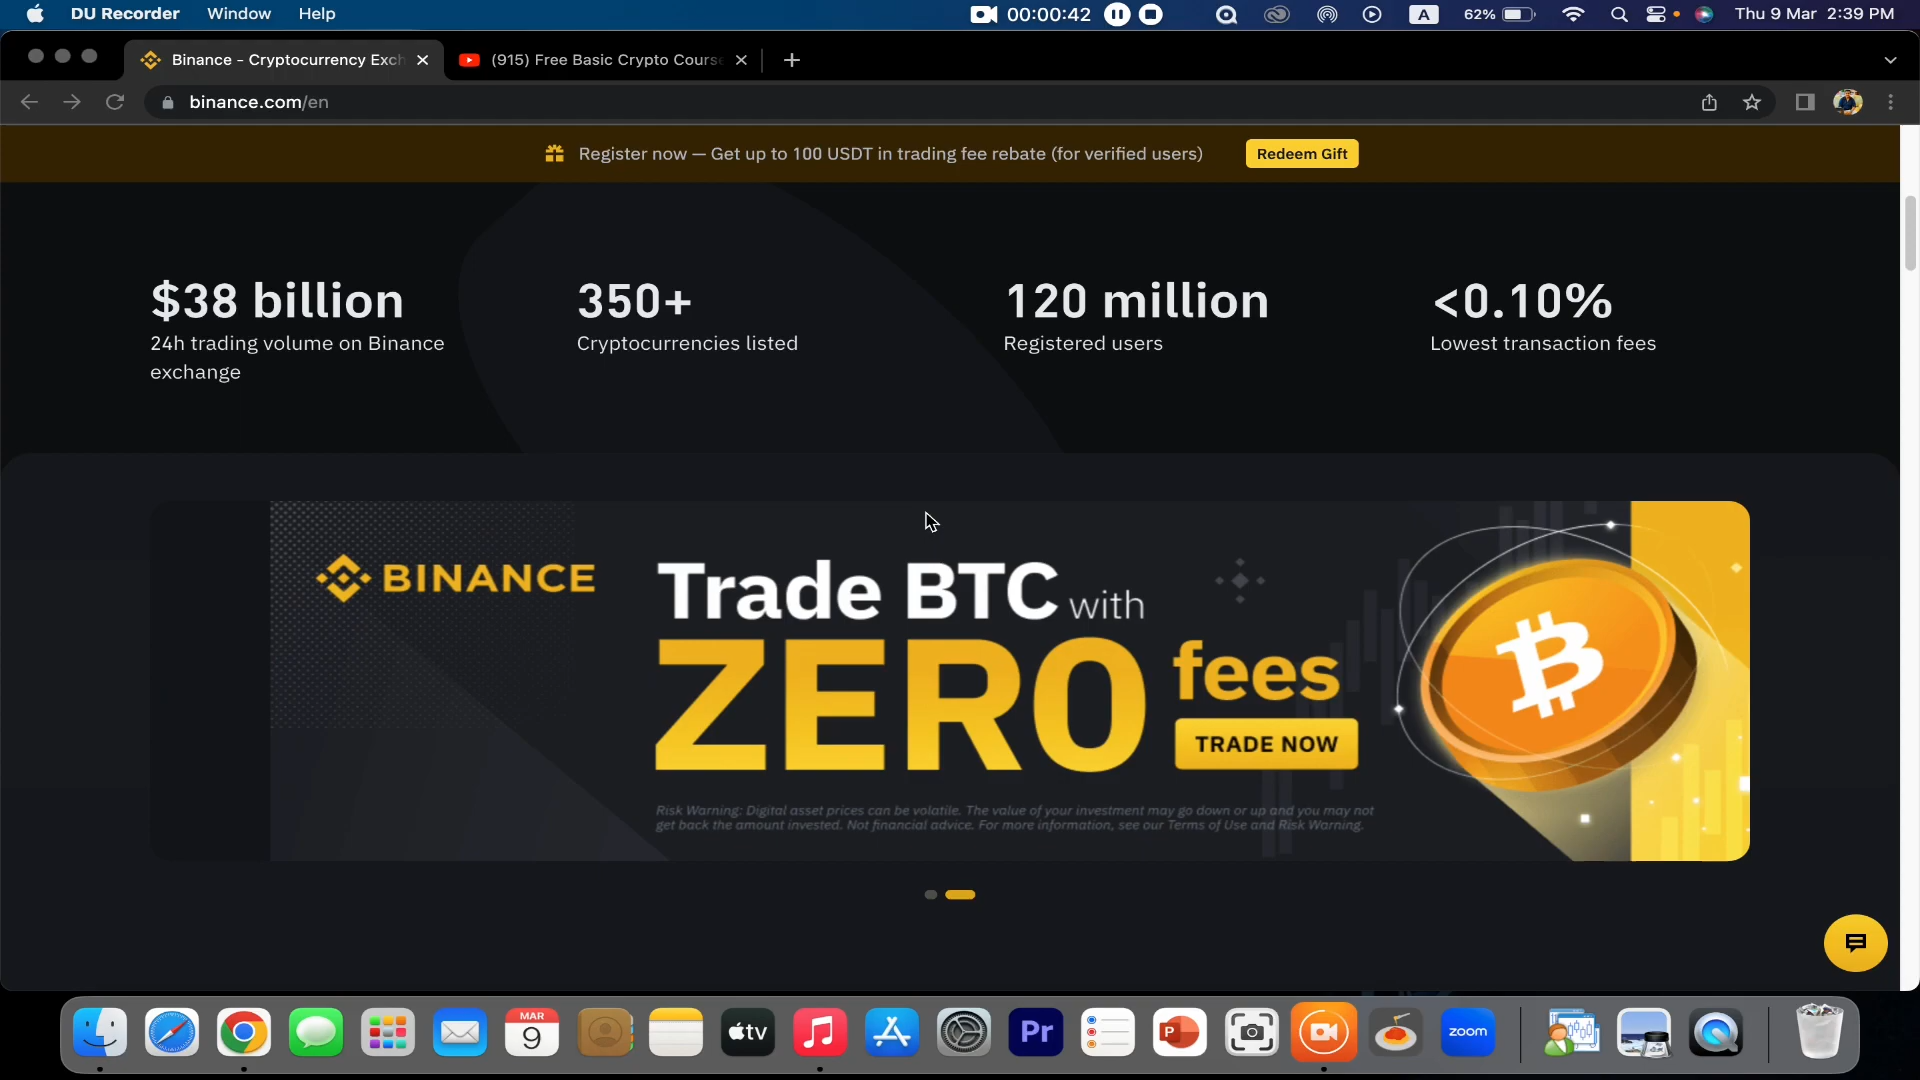 DU Recorder Window Help 00:00:42 A 62% Thu 9 Mar 2:39 PM
Binance - Cryptocurrency Exch (915) Free Basic Crypto Course
binance.com/en
Register now — Get up to 100 USDT in trading fee rebate (for verified users) Redeem Gift
$38 billion 350+ 120 million <0.10%
24h trading volume on Binance Cryptocurrencies listed Registered users Lowest transaction fees
exchange
BINANCE
Trade BTC with
ZERO fees
TRADE NOW
Risk Warning: Digital asset prices can be volatile. The value of your investment may go down or up and you may not
get back the amount invested. Not financial advice. For more information, see our Terms of Use and Risk Warning.
MAR
9
tv
Pr
P
zoom